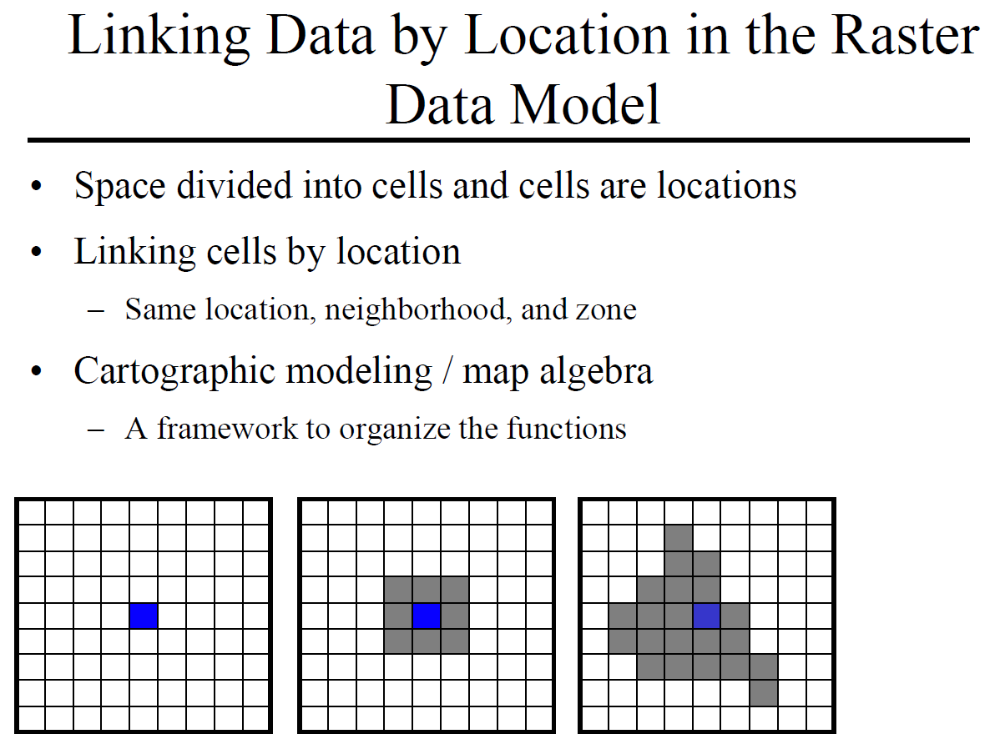 Linking Data by Location in the Raster
Data Model
• Space divided into cells and cells are locations
• Linking cells by location
– Same location, neighborhood, and zone
• Cartographic modeling / map algebra
– A framework to organize the functions